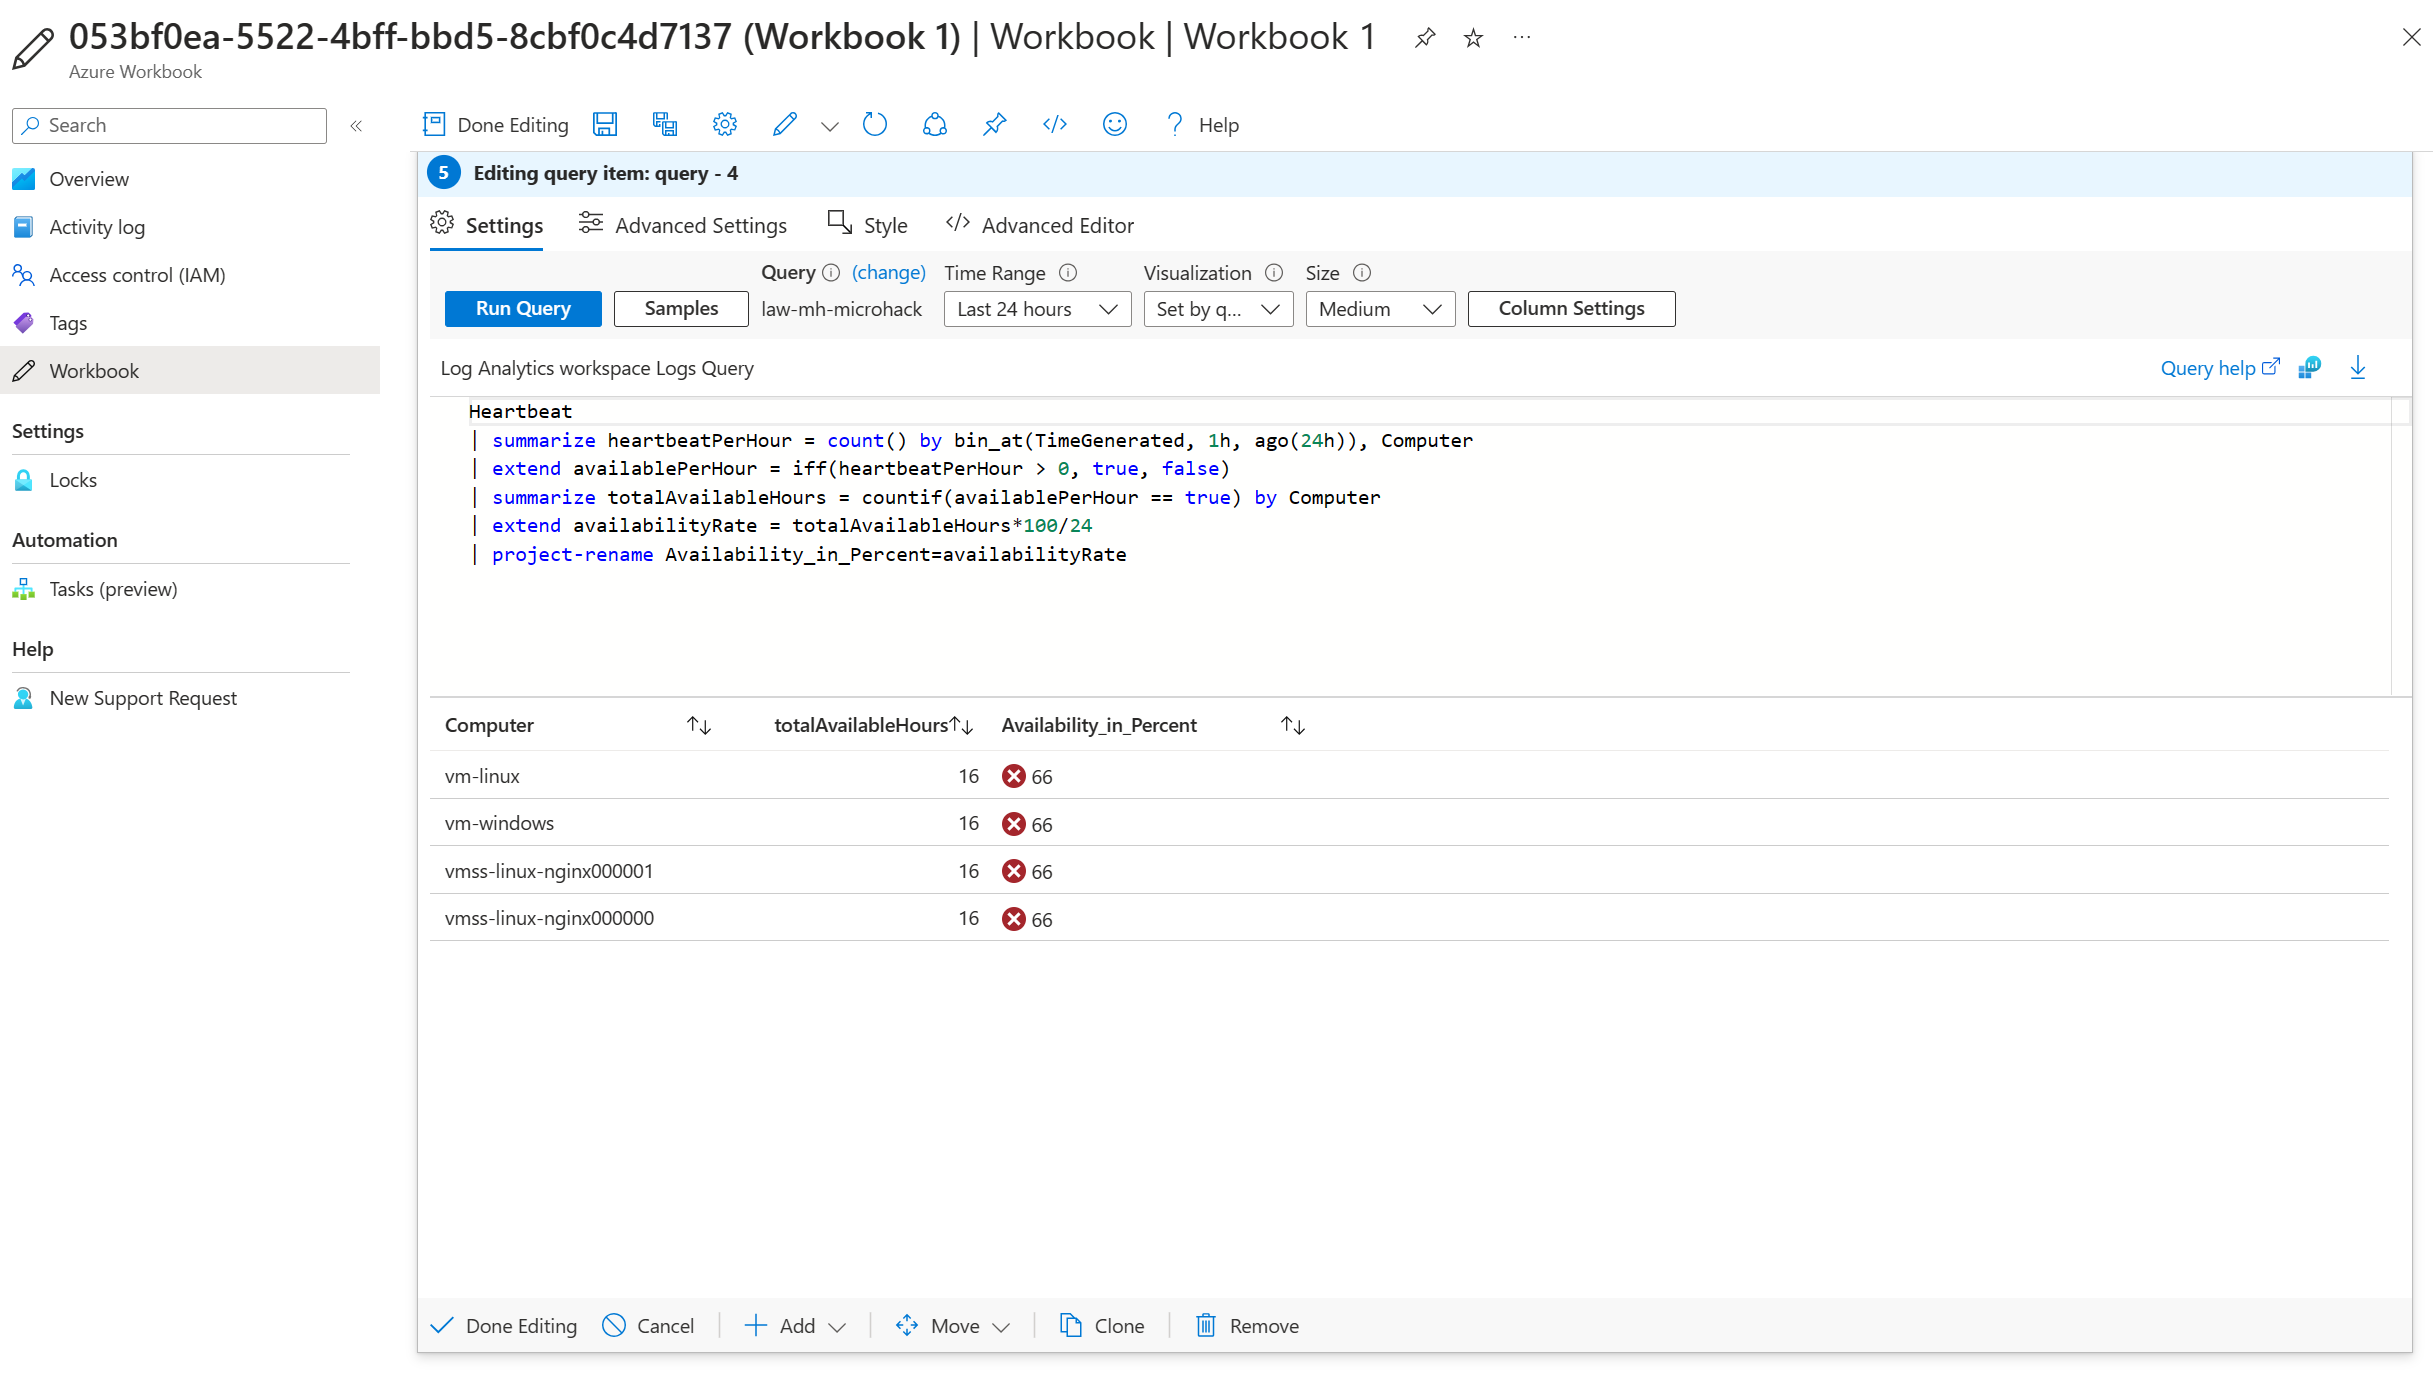 053bf0ea-5522-4bff-bbd5-8cbf0c4d7137 (Workbook 1) | Workbook | Workbook 1
Azure Workbook
Search
Overview
Activity log
Access control (IAM)
Tags
Workbook
Settings
Locks
Automation
Tasks (preview)
Help
New Support Request
Done Editing
Help
5 Editing query item: query - 4
Settings Advanced Settings Style Advanced Editor
Query (change) Time Range Visualization Size
Run Query Samples law-mh-microhack Last 24 hours Set by q... Medium Column Settings
Log Analytics workspace Logs Query Query help
Heartbeat
| summarize heartbeatPerHour = count() by bin_at(TimeGenerated, 1h, ago(24h)), Computer
| extend availablePerHour = iff(heartbeatPerHour > 0, true, false)
| summarize totalAvailableHours = countif(availablePerHour == true) by Computer
| extend availabilityRate = totalAvailableHours*100/24
| project-rename Availability_in_Percent=availabilityRate
Computer totalAvailableHours Availability_in_Percent
vm-linux 16 66
vm-windows 16 66
vmss-linux-nginx000001 16 66
vmss-linux-nginx000000 16 66
Done Editing Cancel Add Move Clone Remove